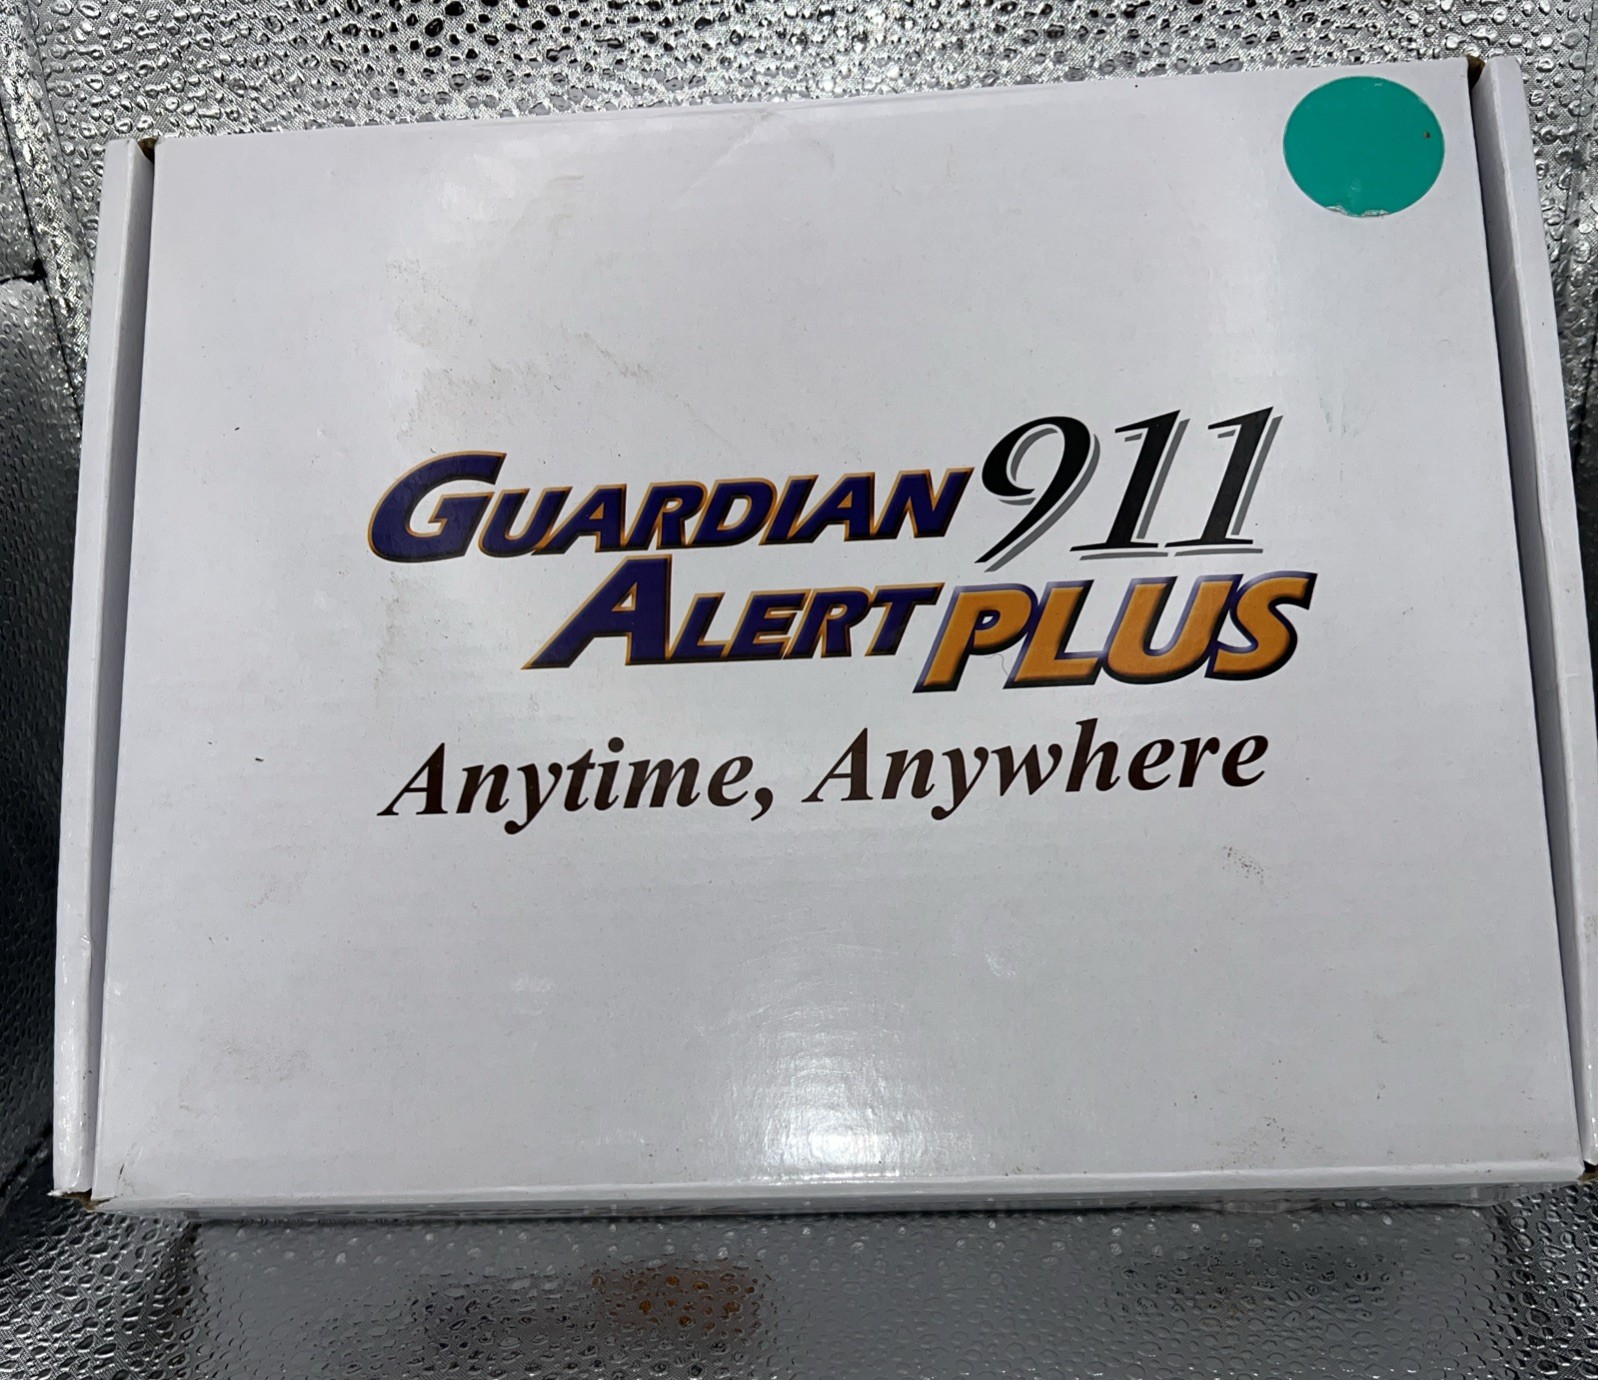 GUARDIAN 911
ALERT PLUS
Anytime, Anywhere